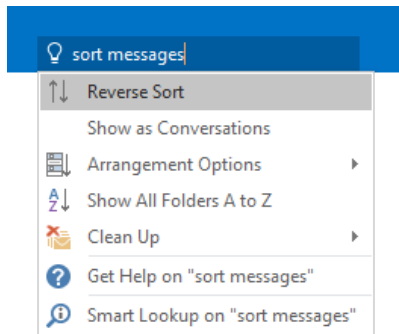 sort messages
Reverse Sort
Show as Conversations
Arrangement Options
Show All Folders A to Z
Clean Up
Get Help on "sort messages"
Smart Lookup on "sort messages"